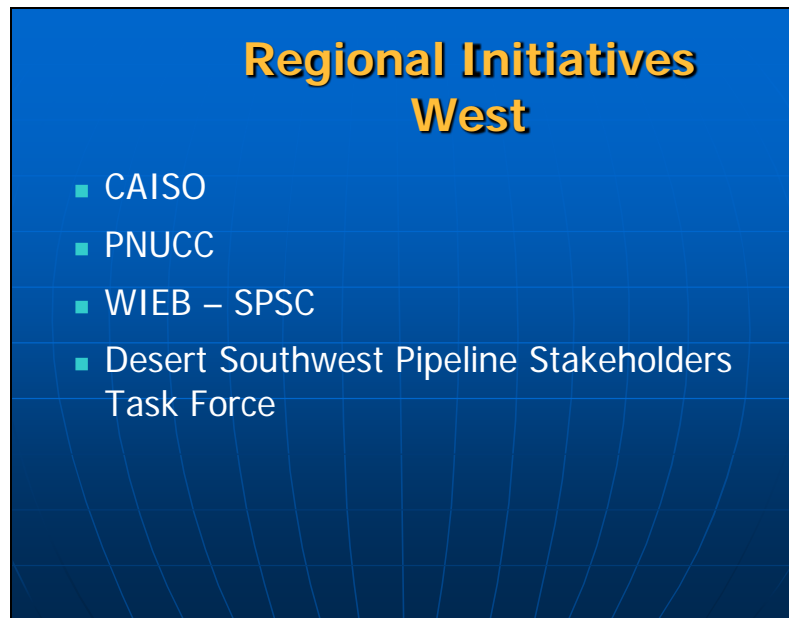 Regional Initiatives
West
CAISO
PNUCC
WIEB – SPSC
Desert Southwest Pipeline Stakeholders
Task Force